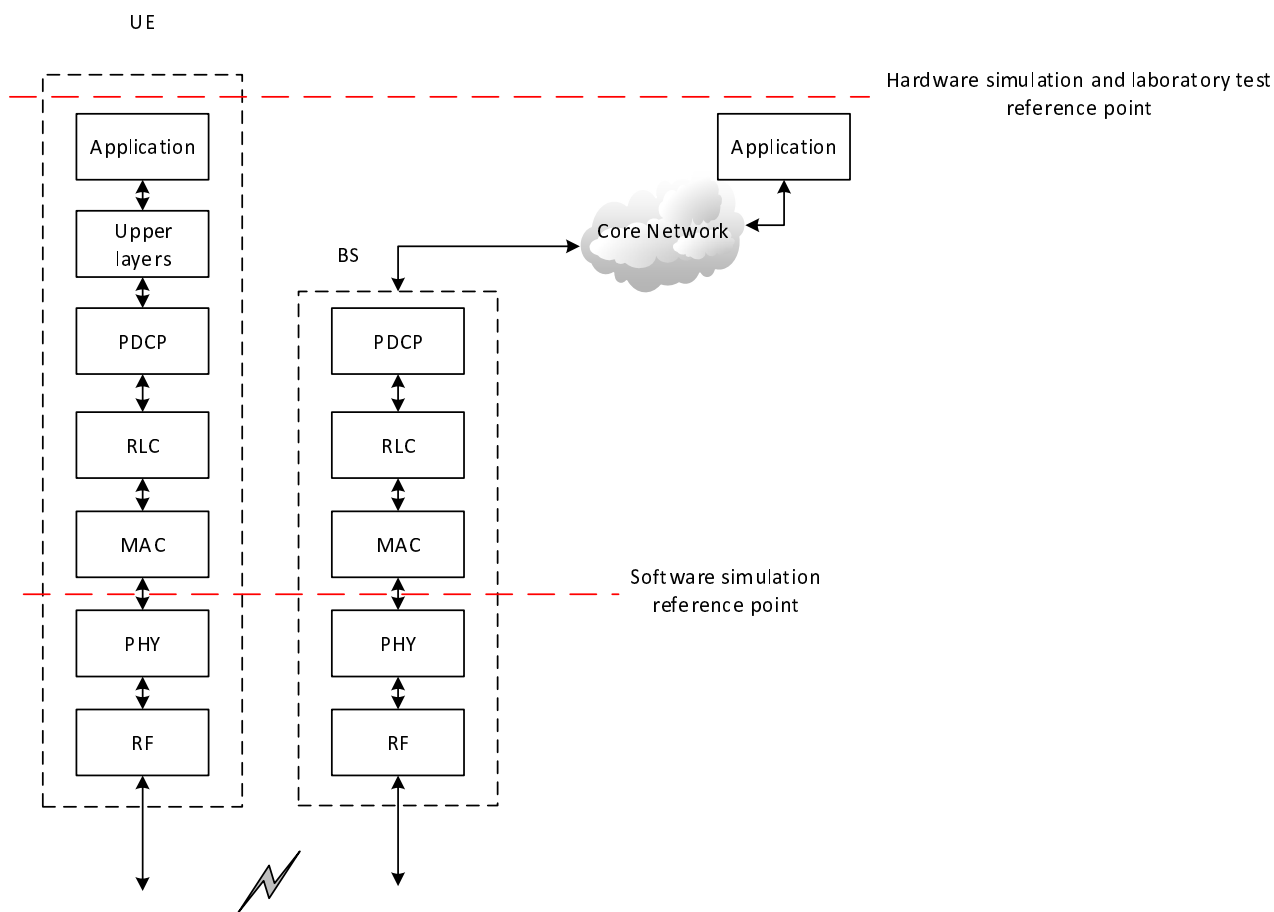 UE
Hardware simulation and laboratory test
reference point
Application
Application
Upper
layers
Core Network
BS
PDCP
PDCP
RLC
RLC
MAC
MAC
Software simulation
reference point
PHY
PHY
RF
RF